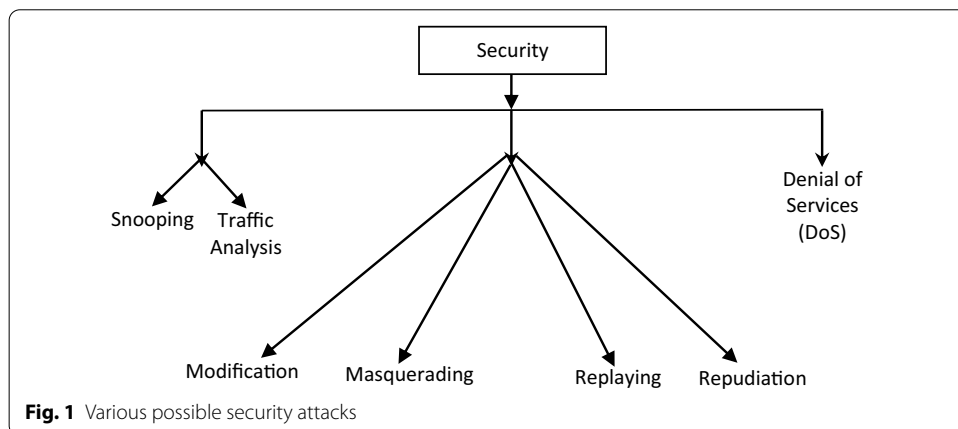 Security
Snooping
Traffic
Analysis
Denial of
Services
(DoS)
Modification
Masquerading
Replaying
Repudiation
Fig. 1 Various possible security attacks